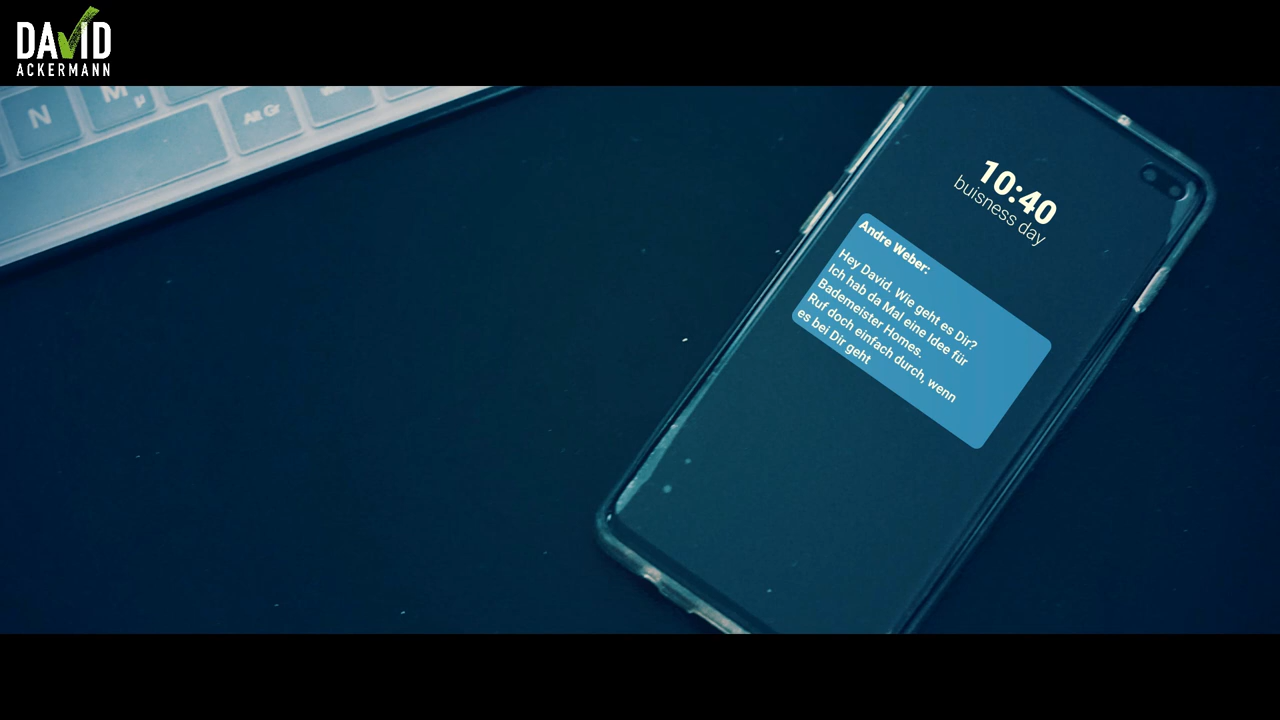 DAVID
ACKERMANN
N
M
µ
Alt Gr
10:40
buisness day
Andre Weber:
Hey David. Wie geht es Dir?
Ich hab da Mal eine Idee für
Bademeister Homes.
Ruf doch einfach durch, wenn
es bei Dir geht